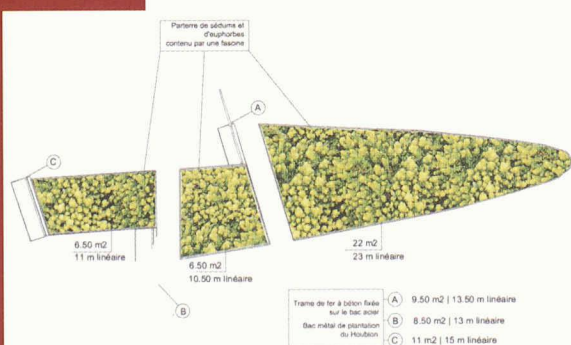 Parterre de sédums et
d'euphorbes
contenu par une fascine
A
C
6.50 m2
11 m linéaire
6.50 m2
10.50 m linéaire
22 m2
23 m linéaire
B
Trame de fer à béton fixée
sur le bac acier
Bac métal de plantation
du Houblon
A 9.50 m2 | 13.50 m linéaire
B 8.50 m2 | 13 m linéaire
C 11 m2 | 15 m linéaire